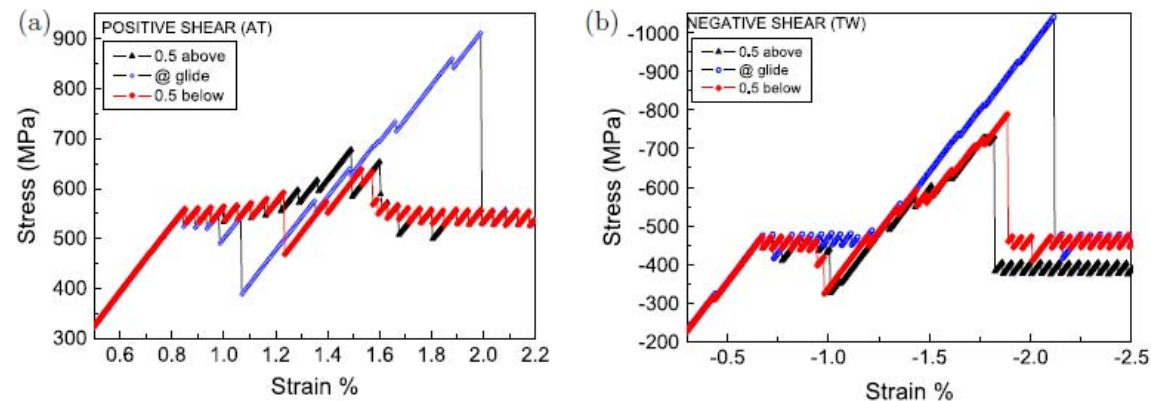 (a)
POSITIVE SHEAR (AT)
0.5 above
@ glide
0.5 below
900
800
700
600
500
400
300
Stress (MPa)
0.6 0.8 1.0 1.2 1.4 1.6 1.8 2.0 2.2
Strain %
(b)
NEGATIVE SHEAR (TW)
0.5 above
@ glide
0.5 below
-1000
-900
-800
-700
-600
-500
-400
-300
-200
Stress (MPa)
-0.5 -1.0 -1.5 -2.0 -2.5
Strain %